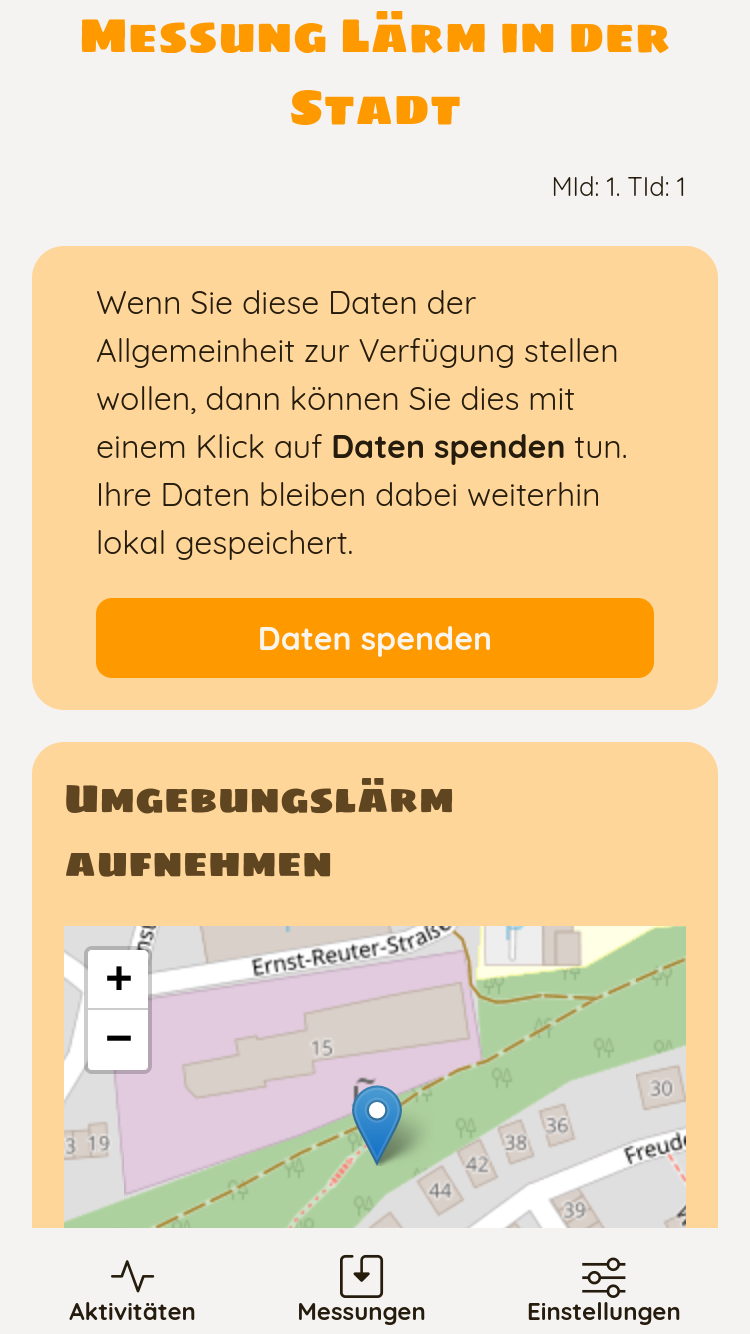 Messung Lärm in der
Stadt
MId: 1. TId: 1
Wenn Sie diese Daten der
Allgemeinheit zur Verfügung stellen
wollen, dann können Sie dies mit
einem Klick auf Daten spenden tun.
Ihre Daten bleiben dabei weiterhin
lokal gespeichert.
Daten spenden
Umgebungslärm
aufnehmen
+
−
Ernst-Reuter-Straße
15
30
3 19
36
38
42
44
39
Aktivitäten
Messungen
Einstellungen